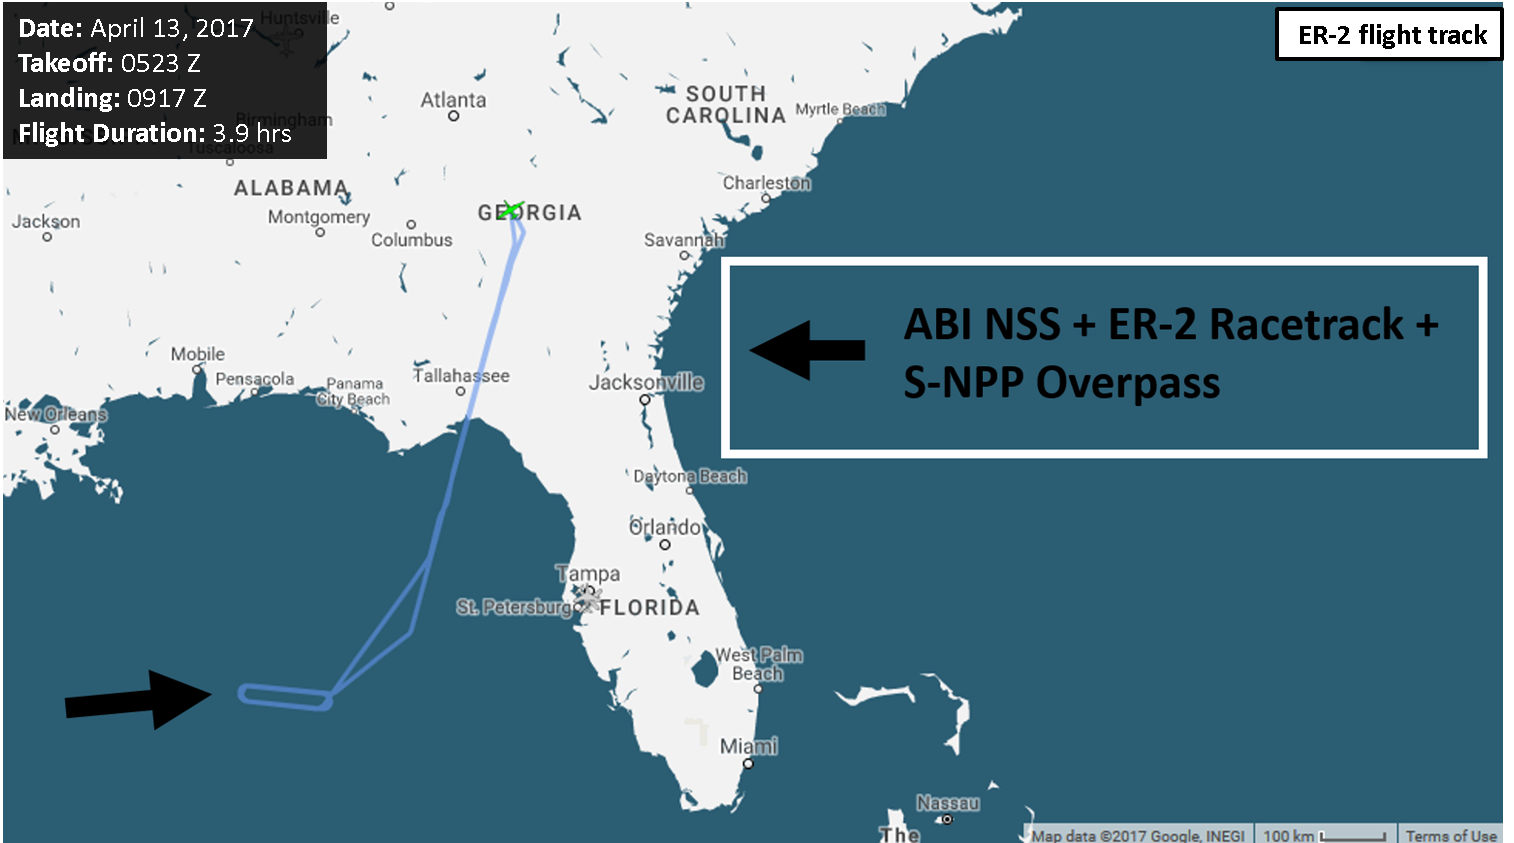 Date: April 13, 2017
Takeoff: 0523 Z
Landing: 0917 Z
Flight Duration: 3.9 hrs
ER-2 flight track
Huntsville
Birmingham
Tuscaloosa
Atlanta
SOUTH
CAROLINA
Myrtle Beach
ALABAMA
Charleston
Jackson
Montgomery
Columbus
GEORGIA
Savannah
ABI NSS + ER-2 Racetrack +
S-NPP Overpass
Mobile
Pensacola
Panama
City Beach
Tallahassee
Jacksonville
New Orleans
Daytona Beach
Orlando
Tampa
St. Petersburg
FLORIDA
West Palm
Beach
Miami
Nassau
The
Map data ©2017 Google, INEGI
100 km
Terms of Use